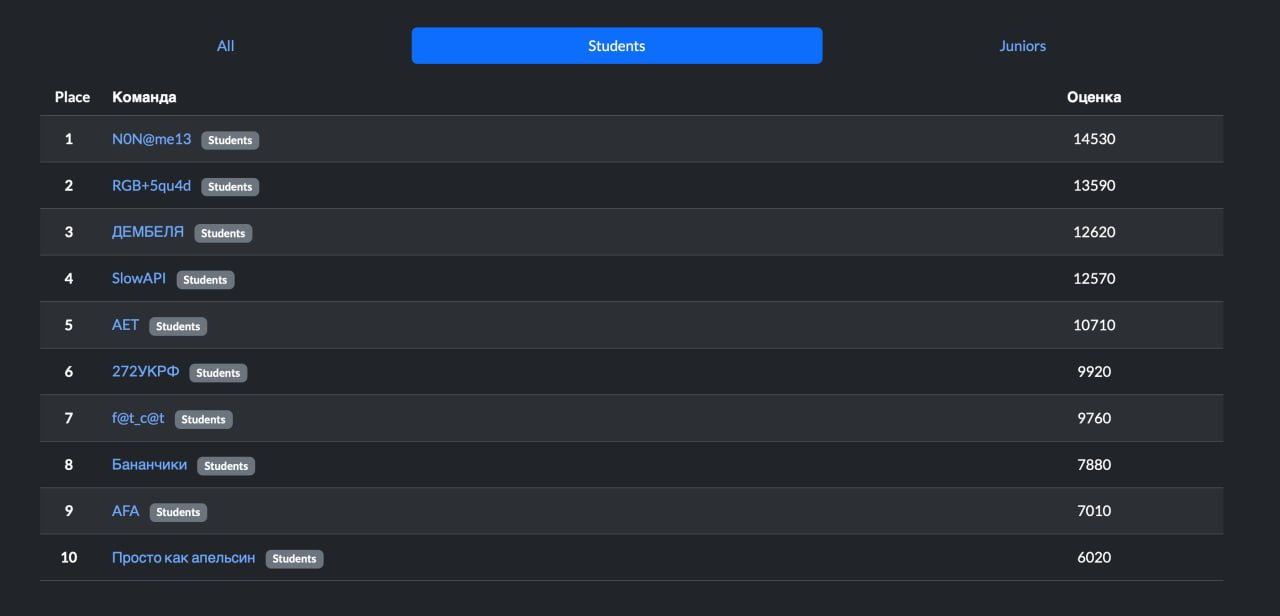 All Students Juniors
Place Команда Оценка
1 N0N@me13 Students 14530
2 RGB+5qu4d Students 13590
3 ДЕМБЕЛЯ Students 12620
4 SlowAPI Students 12570
5 AET Students 10710
6 272УКРФ Students 9920
7 f@t_c@t Students 9760
8 Бананчики Students 7880
9 AFA Students 7010
10 Просто как апельсин Students 6020